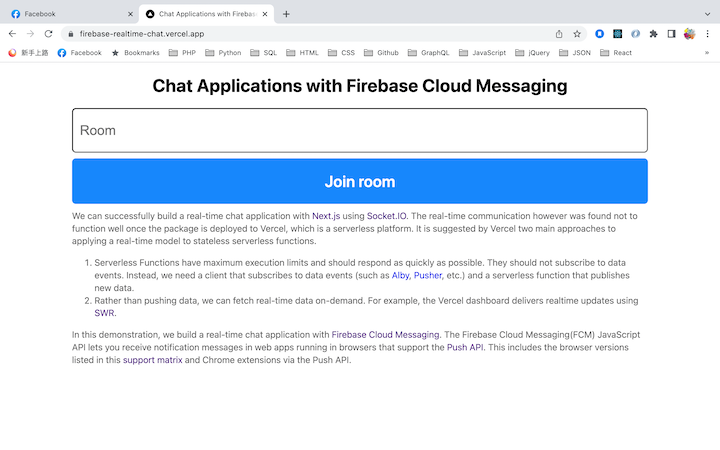 Facebook
Chat Applications with Firebase
firebase-realtime-chat.vercel.app
新手上路
Facebook
Bookmarks
PHP
Python
SQL
HTML
CSS
Github
GraphQL
JavaScript
jQuery
JSON
React
Chat Applications with Firebase Cloud Messaging
Room
Join room
We can successfully build a real-time chat application with Next.js using Socket.IO. The real-time communication however was found not to
function well once the package is deployed to Vercel, which is a serverless platform. It is suggested by Vercel two main approaches to
applying a real-time model to stateless serverless functions.
1. Serverless Functions have maximum execution limits and should respond as quickly as possible. They should not subscribe to data
events. Instead, we need a client that subscribes to data events (such as Alby, Pusher, etc.) and a serverless function that publishes
new data.
2. Rather than pushing data, we can fetch real-time data on-demand. For example, the Vercel dashboard delivers realtime updates using
SWR.
In this demonstration, we build a real-time chat application with Firebase Cloud Messaging. The Firebase Cloud Messaging(FCM) JavaScript
API lets you receive notification messages in web apps running in browsers that support the Push API. This includes the browser versions
listed in this support matrix and Chrome extensions via the Push API.